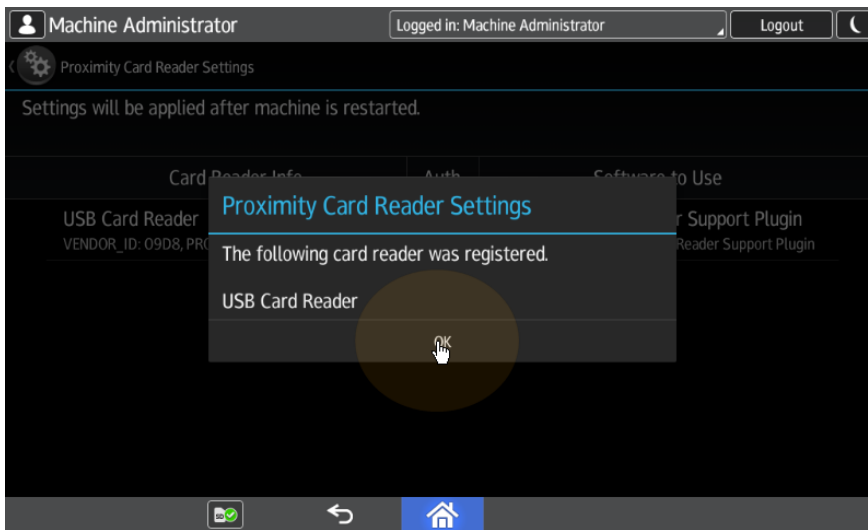 Machine Administrator
Logged in: Machine Administrator
Logout
Proximity Card Reader Settings
Settings will be applied after machine is restarted.
Card Reader Info
Auth
Software to Use
USB Card Reader
r Support Plugin
VENDOR_ID: 09D8, PRO
Reader Support Plugin
Proximity Card Reader Settings
The following card reader was registered.
USB Card Reader
OK
SD